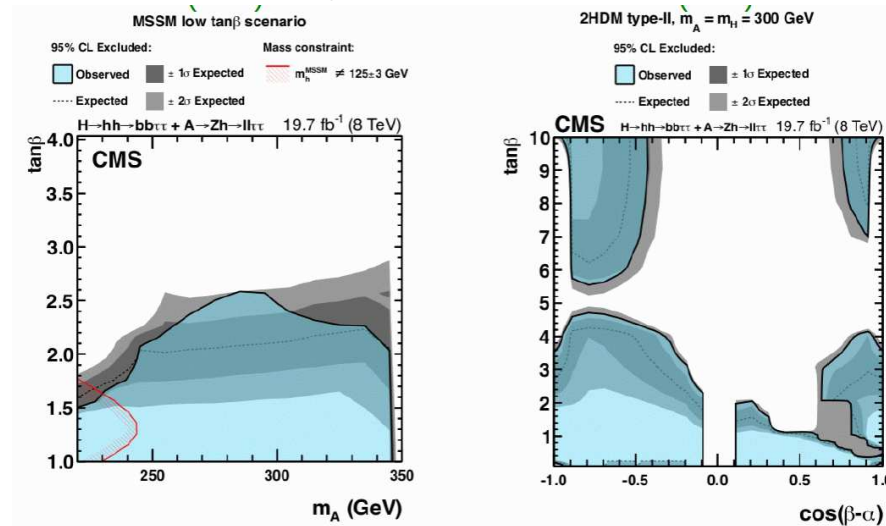 MSSM low tanβ scenario
95% CL Excluded:
Mass constraint:
Observed
± 1σ Expected
m_h^MSSM ≠ 125±3 GeV
Expected
± 2σ Expected
H→hh→bbττ + A→Zh→llττ 19.7 fb⁻¹ (8 TeV)
CMS
tanβ
4.0
3.5
3.0
2.5
2.0
1.5
1.0
250 300 350
m_A (GeV)
2HDM type-II, m_A = m_H = 300 GeV
95% CL Excluded:
Observed
± 1σ Expected
Expected
± 2σ Expected
CMS H→hh→bbττ + A→Zh→llττ 19.7 fb⁻¹ (8 TeV)
tanβ
10
9
8
7
6
5
4
3
2
1
-1.0 -0.5 0.0 0.5 1.0
cos(β-α)